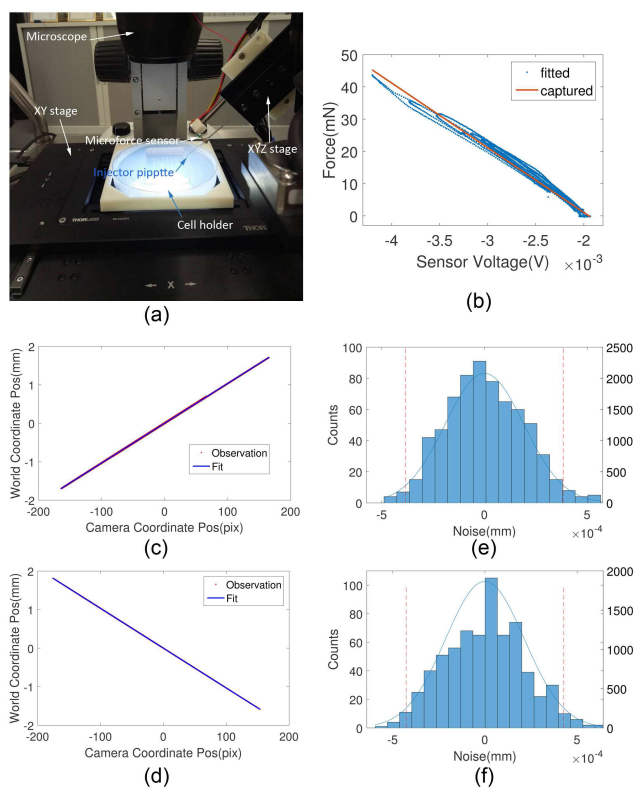 Microscope
XY stage
Microforce sensor
XYZ stage
Injector pipptte
Cell holder
THORLABS
THOR
X
(a)
50
40
30
20
10
0
Force(mN)
fitted
captured
-4 -3.5 -3 -2.5 -2
Sensor Voltage(V) ×10⁻³
(b)
2
1
0
-1
-2
World Coordinate Pos(mm)
Observation
Fit
-200 -100 0 100 200
Camera Coordinate Pos(pix)
(c)
100 2500
80 2000
60 1500
40 1000
20 500
0 0
Counts
-5 0 5
Noise(mm) ×10⁻⁴
(e)
2
1
0
-1
-2
World Coordinate Pos(mm)
Observation
Fit
-200 -100 0 100 200
Camera Coordinate Pos(pix)
(d)
100 2000
80 1500
60 1000
40 500
20 0
0
Counts
-5 0 5
Noise(mm) ×10⁻⁴
(f)